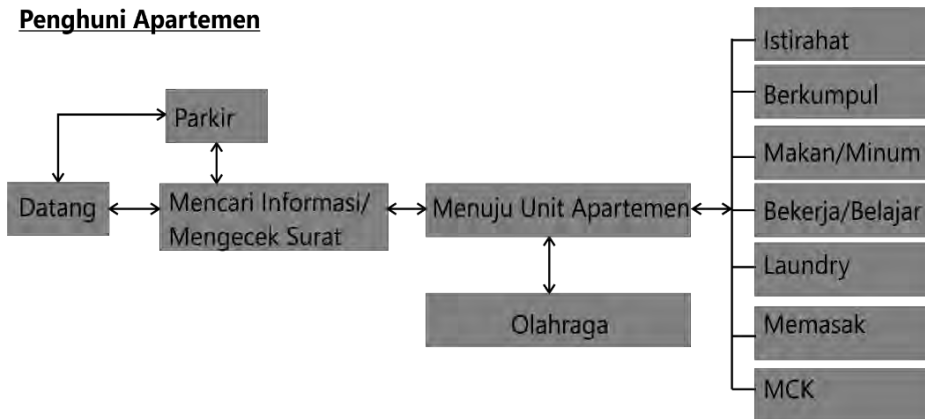 Penghuni Apartemen
Parkir
Datang
Mencari Informasi/
Mengecek Surat
Menuju Unit Apartemen
Olahraga
Istirahat
Berkumpul
Makan/Minum
Bekerja/Belajar
Laundry
Memasak
MCK